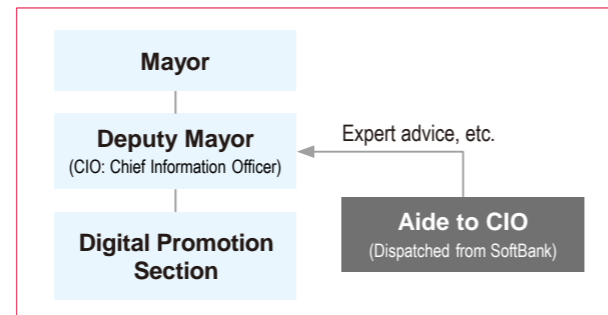 Mayor
Deputy Mayor
(CIO: Chief Information Officer)
Expert advice, etc.
Digital Promotion
Section
Aide to CIO
(Dispatched from SoftBank)